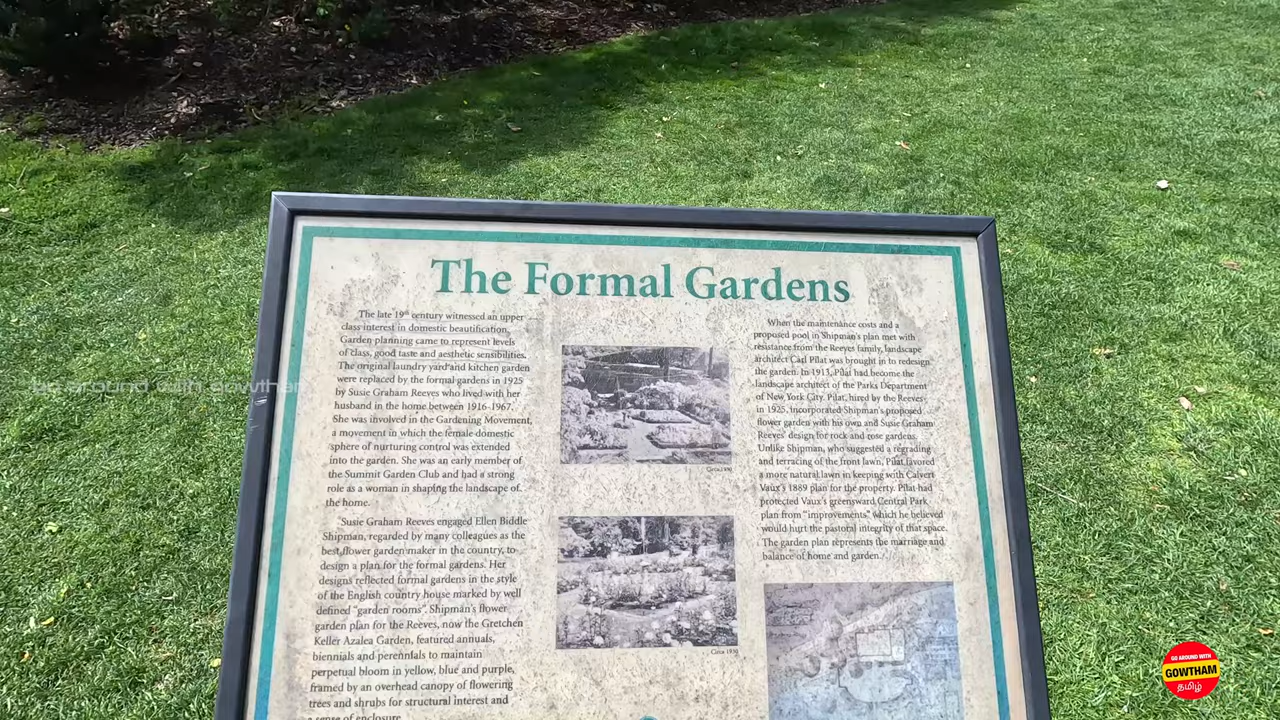 The Formal Gardens
The late 19th century witnessed an upper
class interest in domestic beautification.
Garden planning came to represent levels
of class, good taste and aesthetic sensibilities.
The original laundry yard and kitchen garden
were replaced by the formal gardens in 1925
by Susie Graham Reeves who lived with her
husband in the home between 1916-1967.
She was involved in the Gardening Movement,
a movement in which the female domestic
sphere of nurturing control was extended
into the garden. She was an early member of
the Summit Garden Club and had a strong
role as a woman in shaping the landscape of
the home.
Susie Graham Reeves engaged Ellen Biddle
Shipman, regarded by many colleagues as the
best flower garden maker in the country, to
design a plan for the formal gardens. Her
designs reflected formal gardens in the style
of the English country house marked by well
defined "garden rooms". Shipman's flower
garden plan for the Reeves, now the Gretchen
Keller Azalea Garden, featured annuals,
biennials and perennials to maintain
perpetual bloom in yellow, blue and purple,
framed by an overhead canopy of flowering
trees and shrubs for structural interest and
a sense of enclosure.
Circa 1930
Circa 1930
When the maintenance costs and a
proposed pool in Shipman's plan met with
resistance from the Reeves family, landscape
architect Carl Pilat was brought in to redesign
the garden. In 1913, Pilat had become the
landscape architect of the Parks Department
of New York City. Pilat, hired by the Reeves
in 1925, incorporated Shipman's proposed
flower garden with his own and Susie Graham
Reeves' design for rock and rose gardens.
Unlike Shipman, who suggested a regrading
and terracing of the front lawn, Pilat favored
a more natural lawn in keeping with Calvert
Vaux's 1889 plan for the property. Pilat had
protected Vaux's greensward Central Park
plan from "improvements" which he believed
would hurt the pastoral integrity of that space.
The garden plan represents the marriage and
balance of home and garden.
go around with Gowtham
GO AROUND WITH
GOWTHAM
தமிழ்